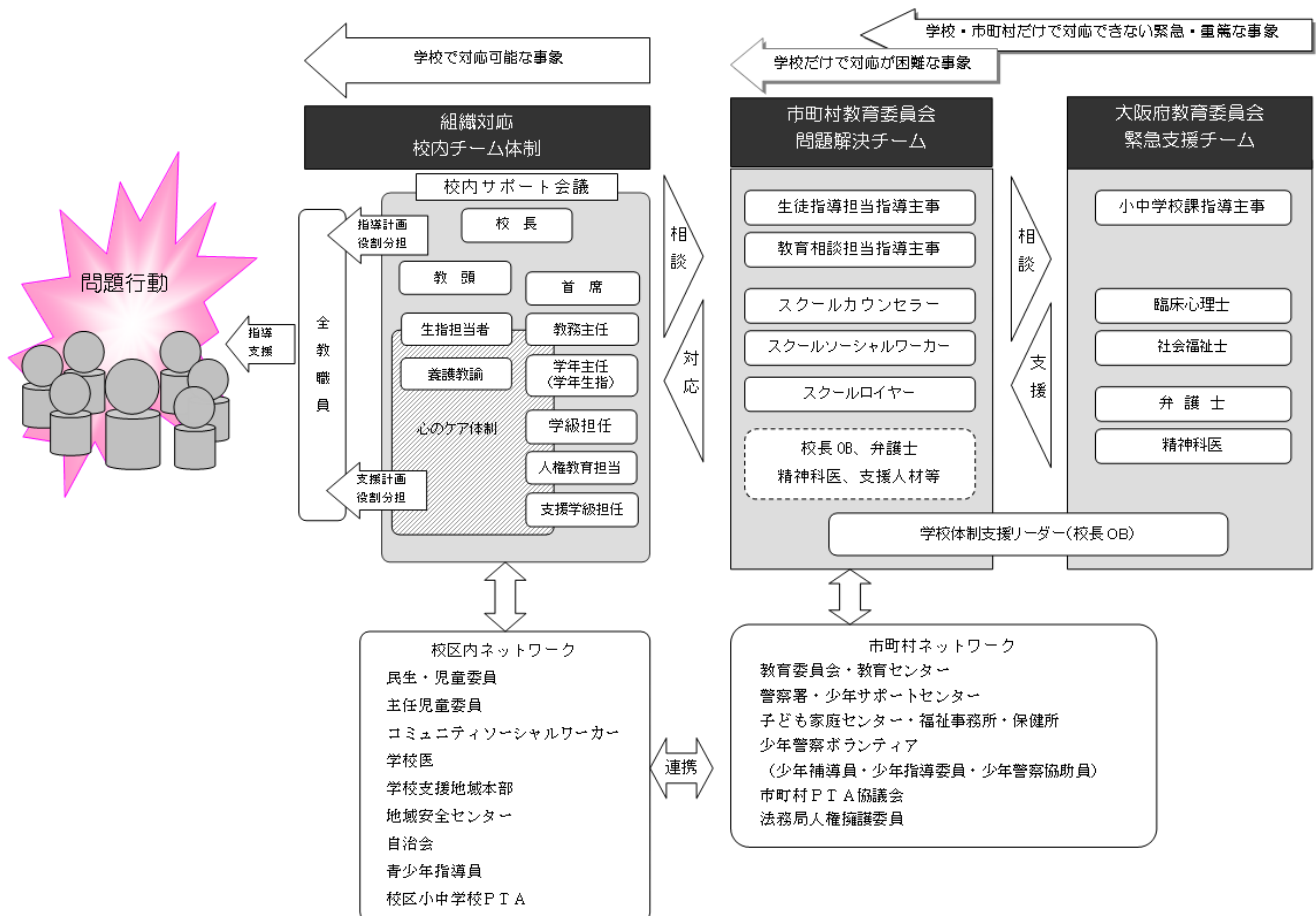 学校・市町村だけで対応できない緊急・重篤な事象
学校で対応可能な事象
学校だけで対応が困難な事象
組織対応
校内チーム体制
市町村教育委員会
問題解決チーム
大阪府教育委員会
緊急支援チーム
問題行動
指導
支援
全教職員
校内サポート会議
指導計画
役割分担
校長
教頭
首席
生指担当者
教務主任
養護教諭
学年主任
(学年生指)
心のケア体制
学級担任
人権教育担当
支援学級担任
支援計画
役割分担
相談
対応
生徒指導担当指導主事
教育相談担当指導主事
スクールカウンセラー
スクールソーシャルワーカー
スクールロイヤー
校長OB、弁護士
精神科医、支援人材等
相談
支援
小中学校課指導主事
臨床心理士
社会福祉士
弁護士
精神科医
学校体制支援リーダー(校長OB)
校区内ネットワーク
民生・児童委員
主任児童委員
コミュニティソーシャルワーカー
学校医
学校支援地域本部
地域安全センター
自治会
青少年指導員
校区小中学校PTA
連携
市町村ネットワーク
教育委員会・教育センター
警察署・少年サポートセンター
子ども家庭センター・福祉事務所・保健所
少年警察ボランティア
(少年補導員・少年指導委員・少年警察協助員)
市町村PTA協議会
法務局人権擁護委員